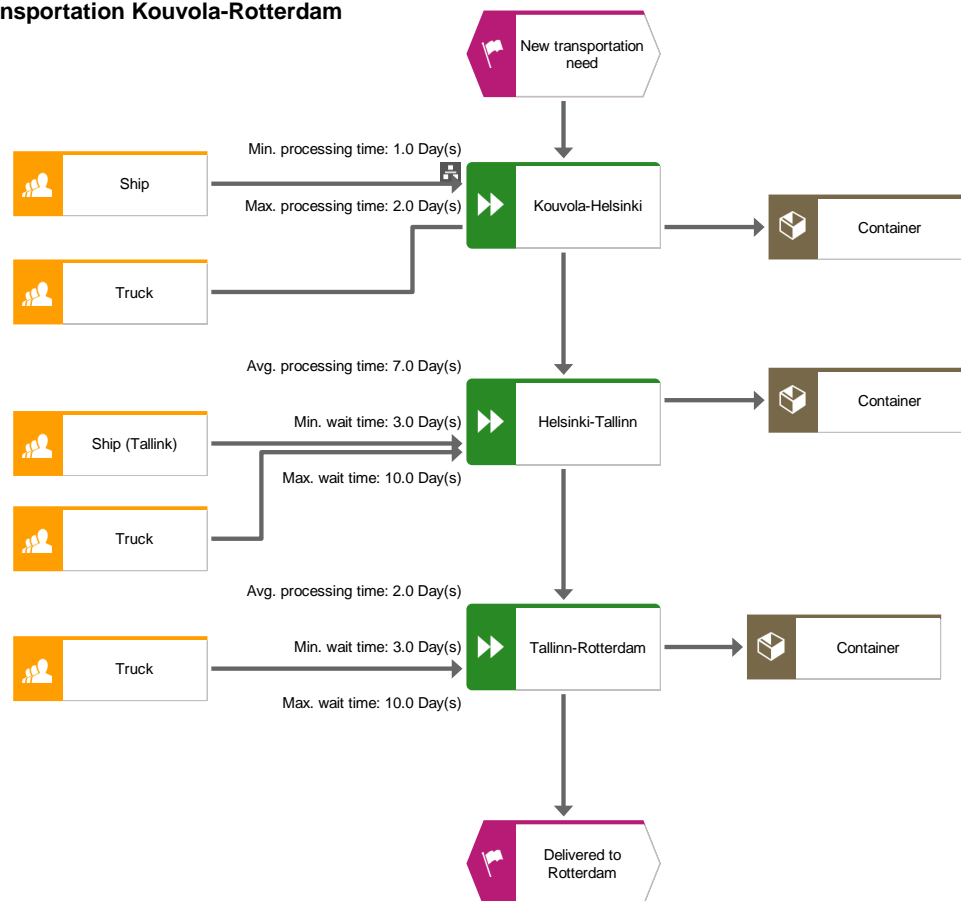 nsportation Kouvola-Rotterdam
New transportation
need
Min. processing time: 1.0 Day(s)
Ship
Max. processing time: 2.0 Day(s)
Kouvola-Helsinki
Container
Truck
Avg. processing time: 7.0 Day(s)
Min. wait time: 3.0 Day(s)
Ship (Tallink)
Helsinki-Tallinn
Container
Max. wait time: 10.0 Day(s)
Truck
Avg. processing time: 2.0 Day(s)
Min. wait time: 3.0 Day(s)
Truck
Tallinn-Rotterdam
Container
Max. wait time: 10.0 Day(s)
Delivered to
Rotterdam